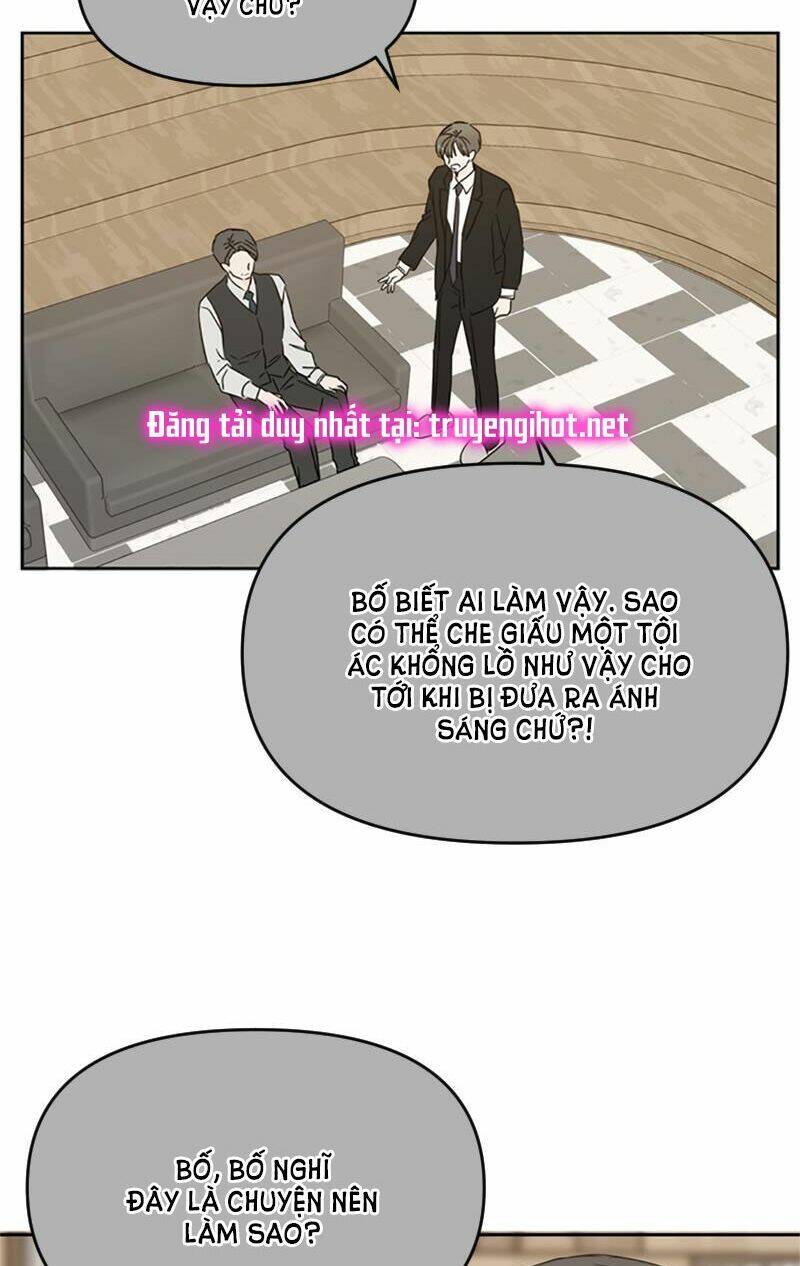 VẬY CHỨ?
Đăng tải duy nhất tại: truyengihot.net
BỐ BIẾT AI LÀM VẬY. SAO
CÓ THỂ CHE GIẤU MỘT TỘI
ÁC KHỔNG LỒ NHƯ VẬY CHO
TỚI KHI BỊ ĐƯA RA ÁNH
SÁNG CHỨ?!
BỐ, BỐ NGHĨ
ĐÂY LÀ CHUYỆN NÊN
LÀM SAO?